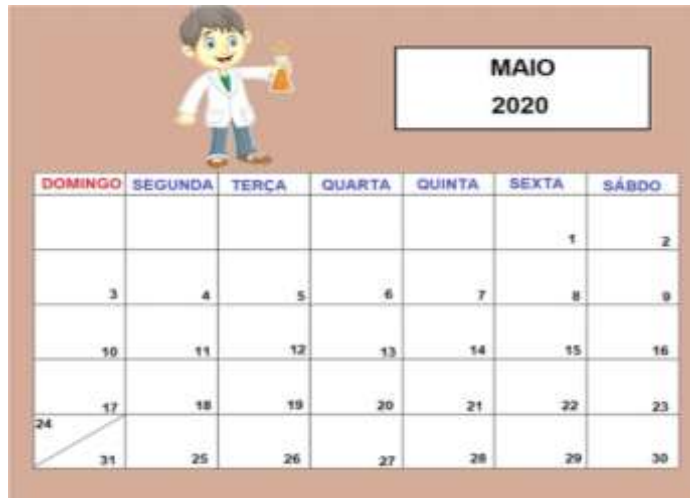 MAIO
2020
DOMINGO SEGUNDA TERÇA QUARTA QUINTA SEXTA SÁBDO
1 2
3 4 5 6 7 8 9
10 11 12 13 14 15 16
17 18 19 20 21 22 23
24
31 25 26 27 28 29 30